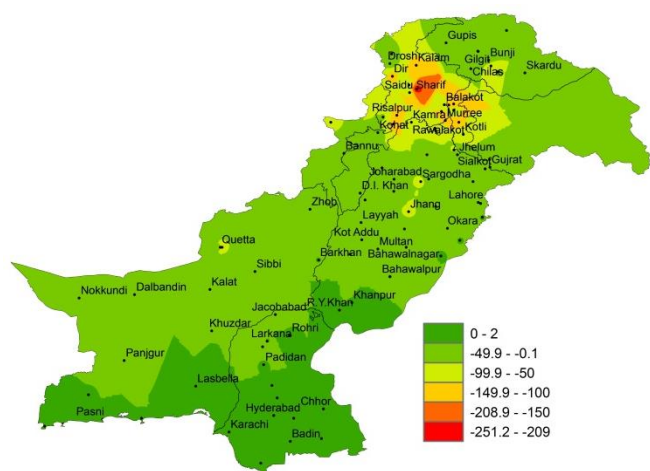 Gupis
Drosh
Kalam
Gilgit
Bunji
Dir
Chilas
Skardu
Saidu Sharif
Balakot
Risalpur
Kamra
Murree
Kohat
Rawalakot
Kotli
Bannu
Jhelum
Sialkot
Gujrat
Joharabad
Sargodha
D.I. Khan
Zhob
Lahore
Layyah
Jhang
Okara
Kot Addu
Quetta
Multan
Barkhan
Bahawalnagar
Sibbi
Bahawalpur
Kalat
Nokkundi
Dalbandin
Khanpur
R.Y.Khan
Jacobabad
Khuzdar
Rohri
Larkana
Panjgur
Padidan
Lasbella
Pasni
Hyderabad
Chhor
Karachi
Badin
0 - 2
-49.9 - -0.1
-99.9 - -50
-149.9 - -100
-208.9 - -150
-251.2 - -209